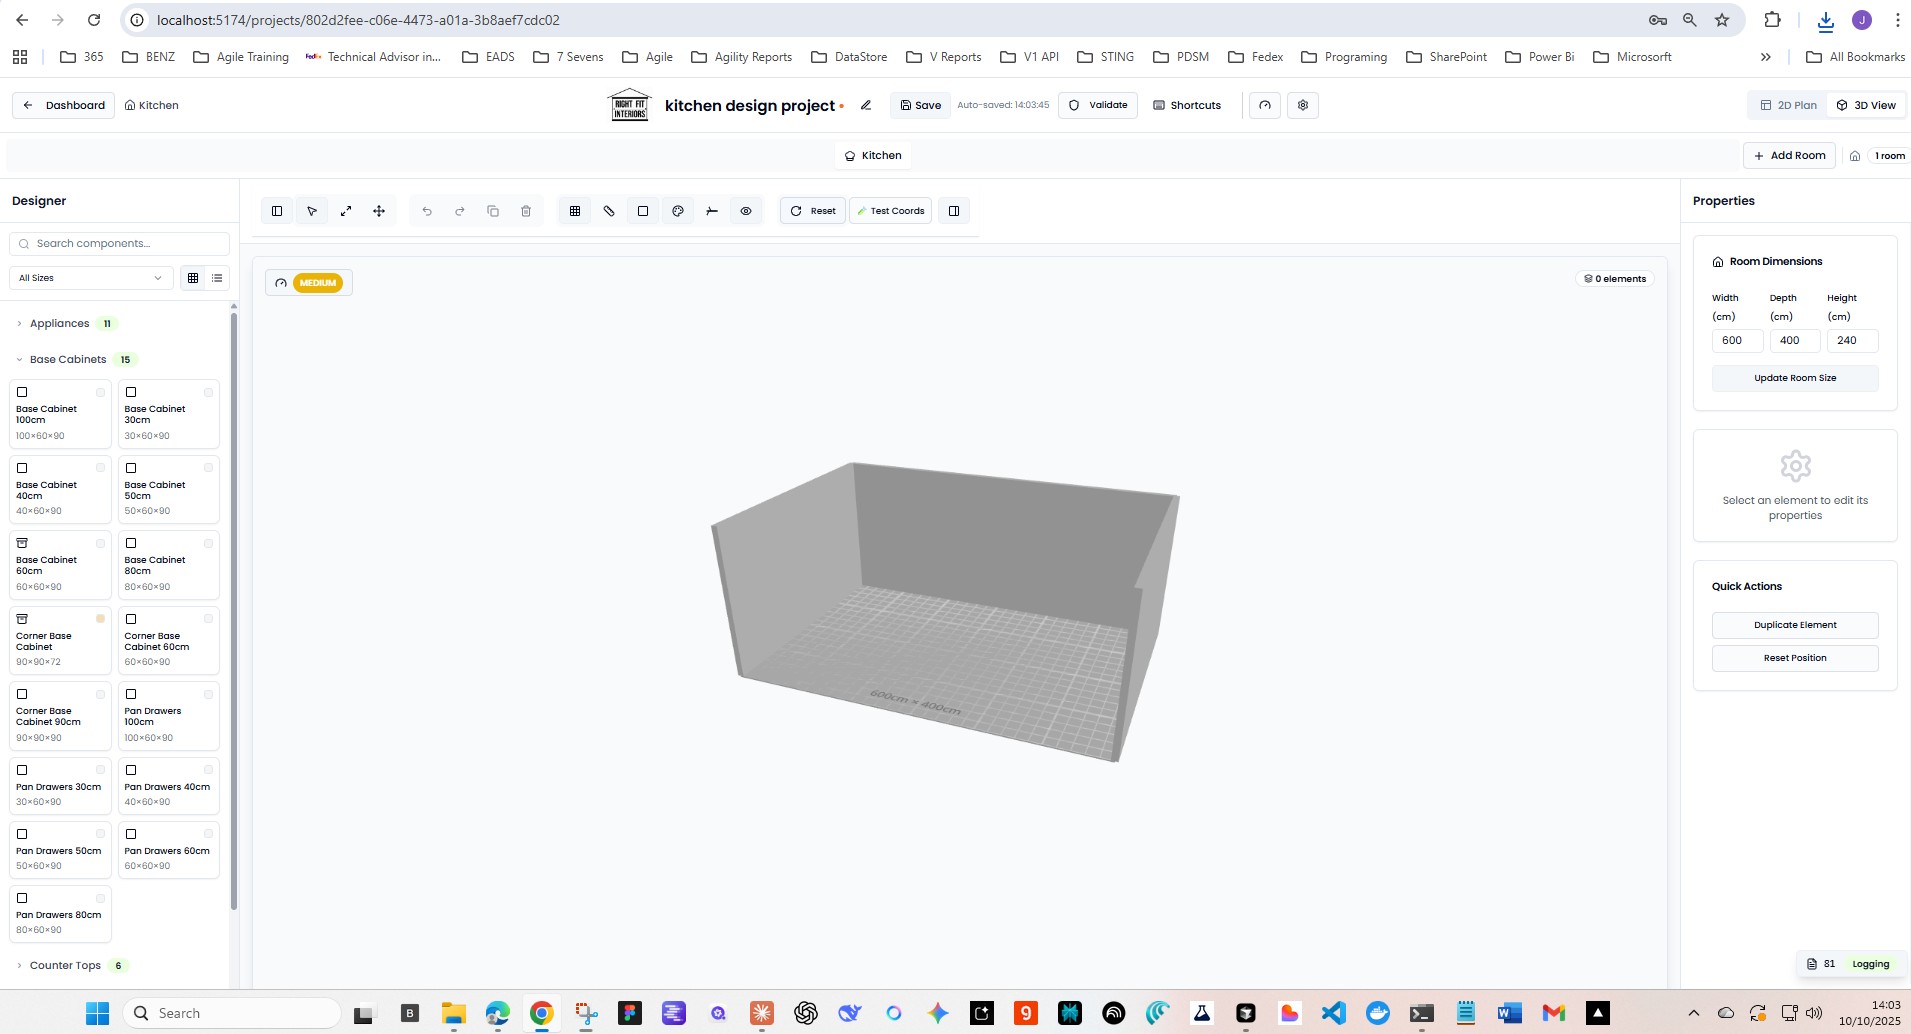 localhost:5174/projects/802d2fee-c06e-4473-a01a-3b8aef7cdc02
J
365
BENZ
Agile Training
FedEx
Technical Advisor in...
EADS
7 Sevens
Agile
Agility Reports
DataStore
V Reports
V1 API
STING
PDSM
Fedex
Programing
SharePoint
Power Bi
Microsorft
All Bookmarks
Dashboard
Kitchen
RIGHT FIT
INTERIORS
kitchen design project
Save
Auto-saved: 14:03:45
Validate
Shortcuts
2D Plan
3D View
Kitchen
Add Room
1 room
Designer
Search components...
All Sizes
Appliances 11
Base Cabinets 15
Base Cabinet
100cm
100×60×90
Base Cabinet
30cm
30×60×90
Base Cabinet
40cm
40×60×90
Base Cabinet
50cm
50×60×90
Base Cabinet
60cm
60×60×90
Base Cabinet
80cm
80×60×90
Corner Base
Cabinet
90×90×72
Corner Base
Cabinet 60cm
60×60×90
Corner Base
Cabinet 90cm
90×90×90
Pan Drawers
100cm
100×60×90
Pan Drawers 30cm
30×60×90
Pan Drawers 40cm
40×60×90
Pan Drawers 50cm
50×60×90
Pan Drawers 60cm
60×60×90
Pan Drawers 80cm
80×60×90
Counter Tops 6
Reset
Test Coords
MEDIUM
0 elements
600cm × 400cm
Properties
Room Dimensions
Width
(cm)
Depth
(cm)
Height
(cm)
600
400
240
Update Room Size
Select an element to edit its
properties
Quick Actions
Duplicate Element
Reset Position
81
Logging
Search
B
9
14:03
10/10/2025